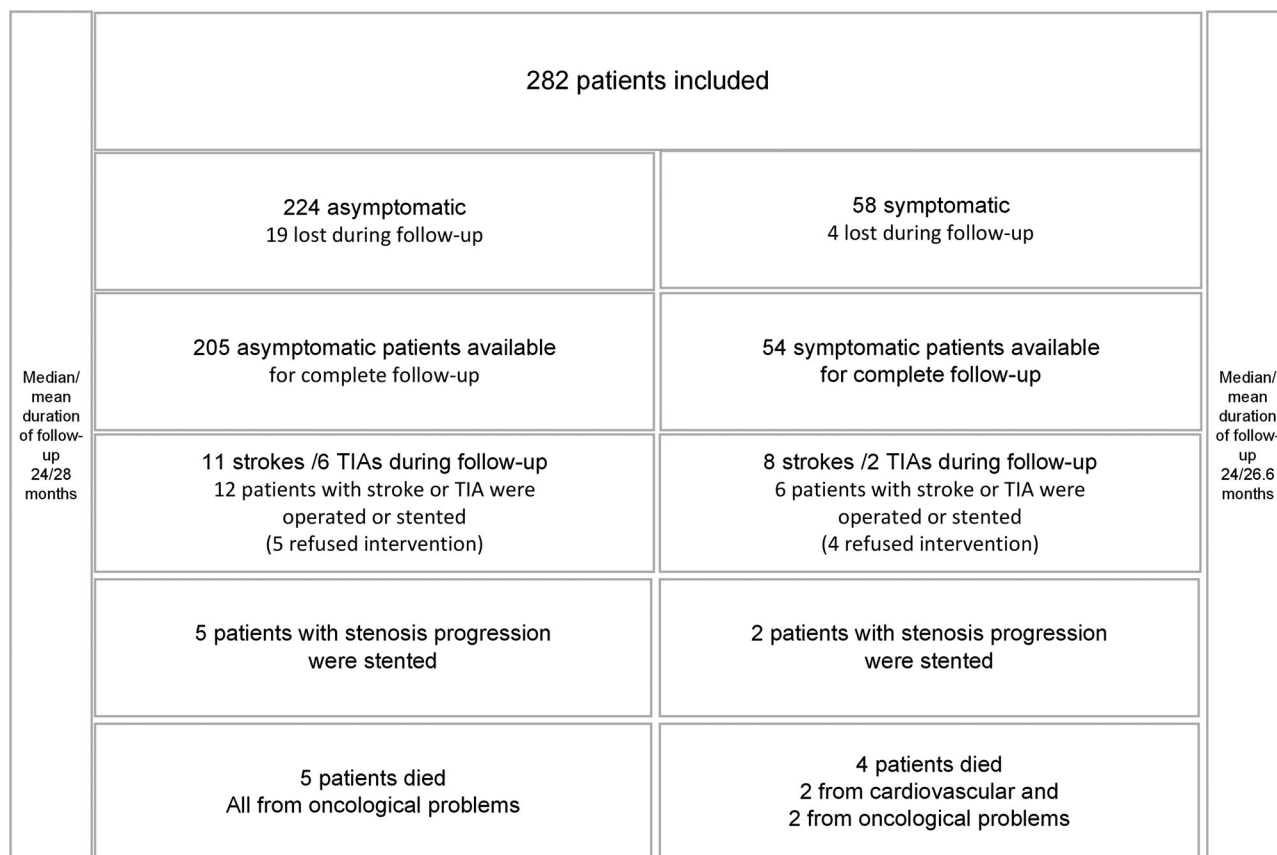 282 patients included
224 asymptomatic
19 lost during follow-up
58 symptomatic
4 lost during follow-up
205 asymptomatic patients available
for complete follow-up
54 symptomatic patients available
for complete follow-up
Median/
mean
duration
of follow-
up
24/28
months
Median/
mean
duration
of follow-
up
24/26.6
months
11 strokes /6 TIAs during follow-up
12 patients with stroke or TIA were
operated or stented
(5 refused intervention)
8 strokes /2 TIAs during follow-up
6 patients with stroke or TIA were
operated or stented
(4 refused intervention)
5 patients with stenosis progression
were stented
2 patients with stenosis progression
were stented
5 patients died
All from oncological problems
4 patients died
2 from cardiovascular and
2 from oncological problems